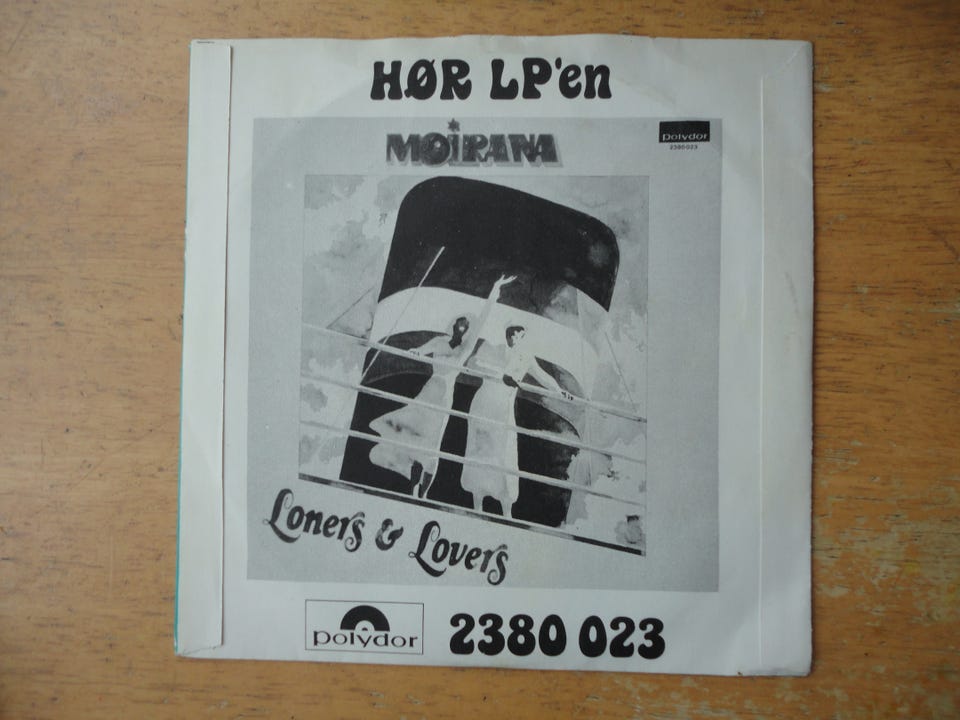 HØR LP'en
MOiRANA
polydor
2380 023
Loners & Lovers
polydor
2380 023